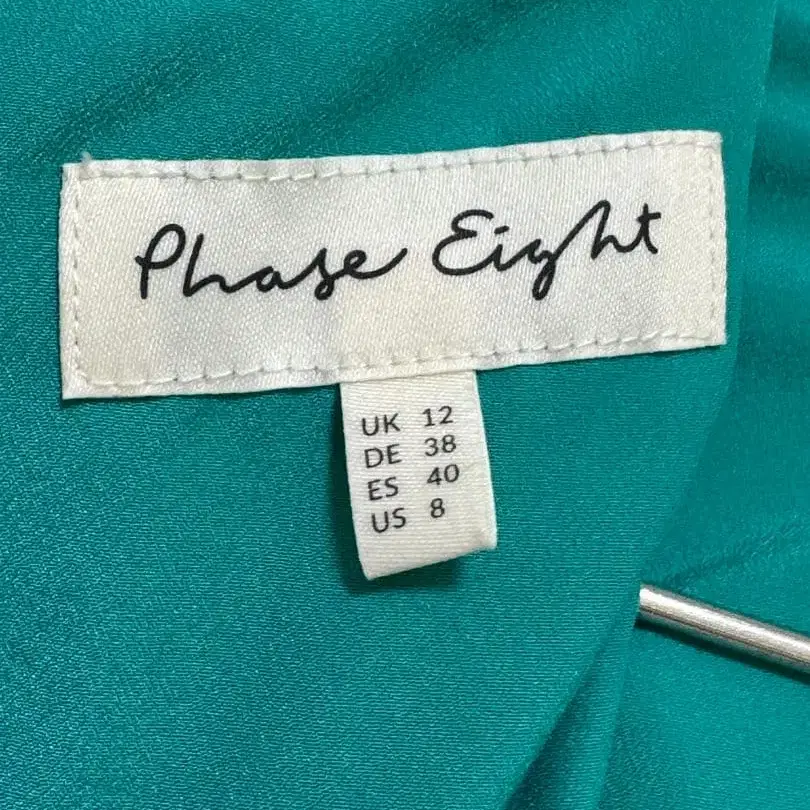 Phase Eight
UK 12
DE 38
ES 40
US 8